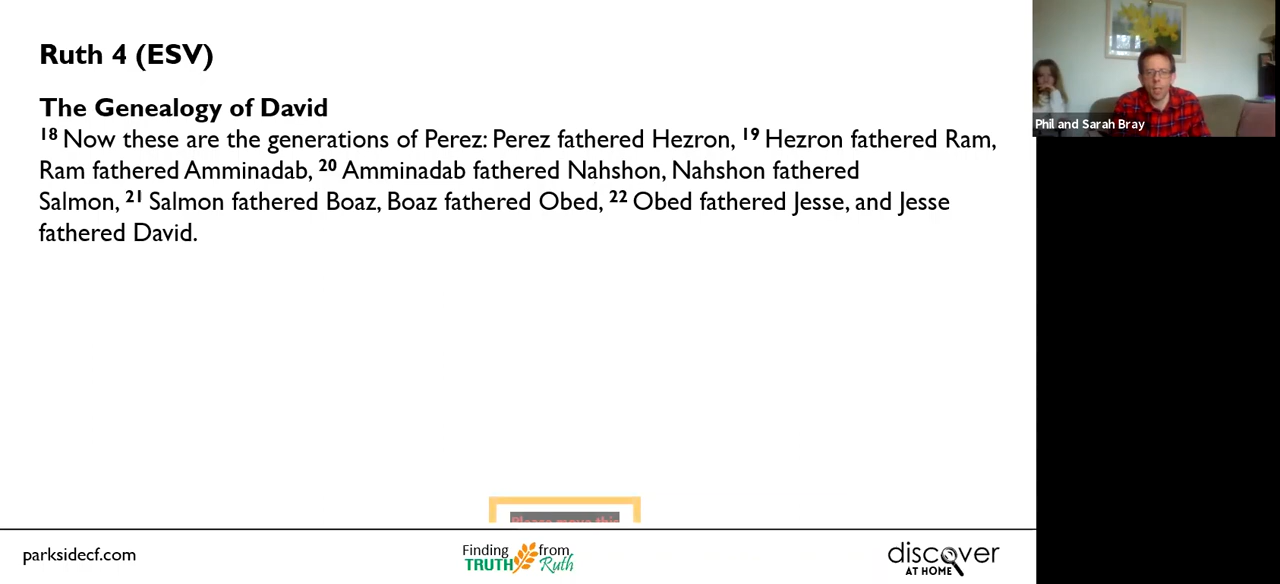 Ruth 4 (ESV)
The Genealogy of David
18 Now these are the generations of Perez: Perez fathered Hezron, 19 Hezron fathered Ram,
Ram fathered Amminadab, 20 Amminadab fathered Nahshon, Nahshon fathered
Salmon, 21 Salmon fathered Boaz, Boaz fathered Obed, 22 Obed fathered Jesse, and Jesse
fathered David.
Phil and Sarah Bray
Please move this
parksidecf.com
Finding from
TRUTH Ruth
discover
AT HOME